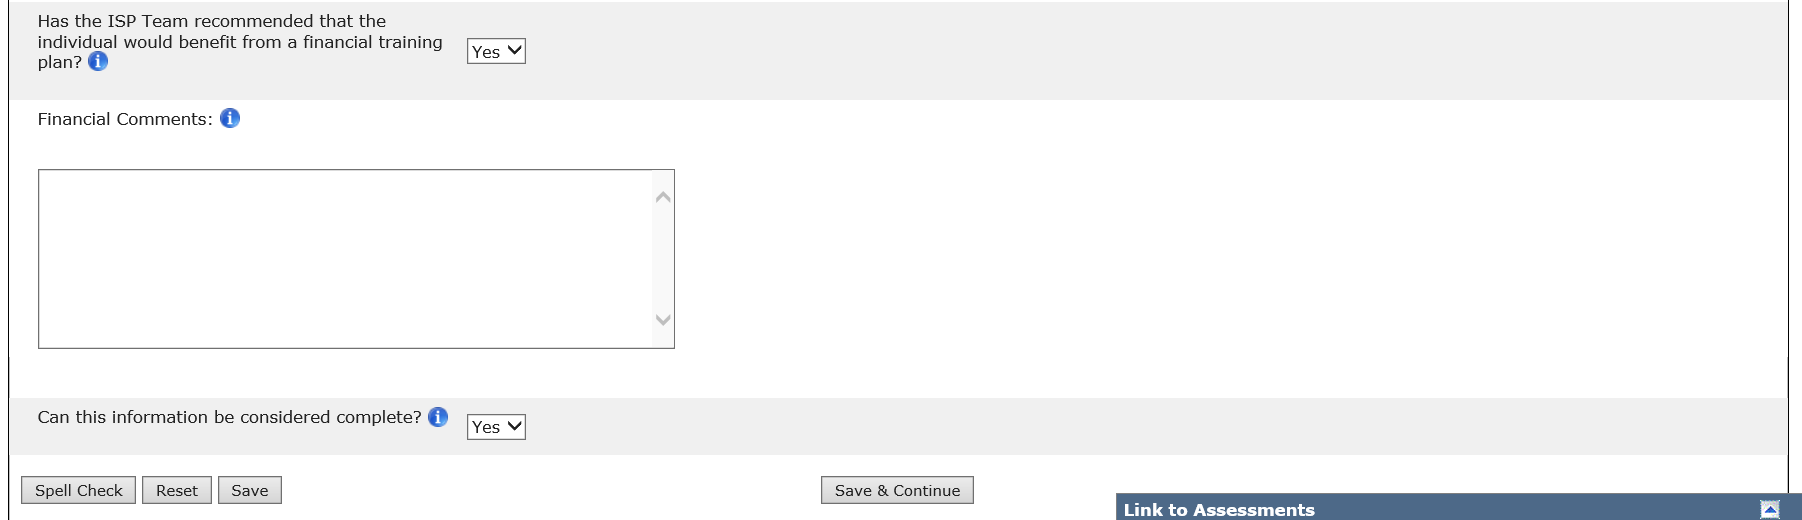 Has the ISP Team recommended that the
individual would benefit from a financial training
plan? i
Yes
Financial Comments: i
Can this information be considered complete? i
Yes
Spell Check Reset Save Save & Continue
Link to Assessments